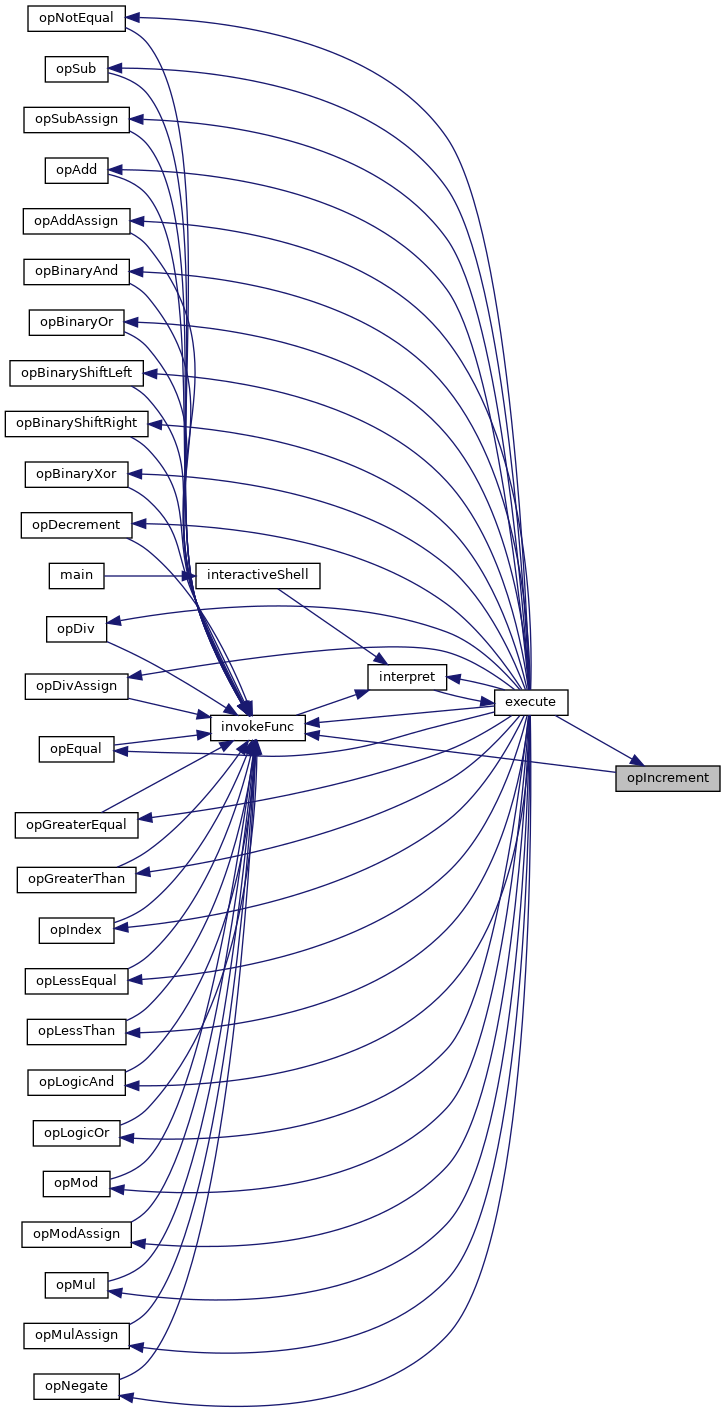 opNotEqual
opSub
opSubAssign
opAdd
opAddAssign
opBinaryAnd
opBinaryOr
opBinaryShiftLeft
opBinaryShiftRight
opBinaryXor
opDecrement
main
interactiveShell
opDiv
interpret
opDivAssign
execute
invokeFunc
opEqual
opIncrement
opGreaterEqual
opGreaterThan
opIndex
opLessEqual
opLessThan
opLogicAnd
opLogicOr
opMod
opModAssign
opMul
opMulAssign
opNegate